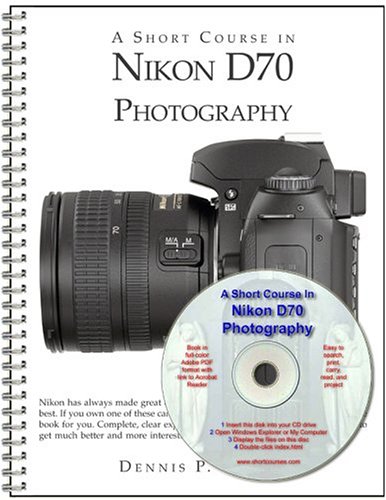 A SHORT COURSE IN
NIKON D70
PHOTOGRAPHY
70
M/A M
A Short Course In
Nikon D70
Photography
Book in
full-color
Adobe PDF
format with
link to Acrobat
Reader
Easy to
search,
print,
carry,
read, and
project
1 Insert this disk into your CD drive
2 Open Windows Explorer or My Computer
3 Display the files on this disc
4 Double-click index.html
www.shortcourses.com
Nikon has always made great
best. If you own one of these
book for you. Complete, clear
get much better and more
DENNIS P.